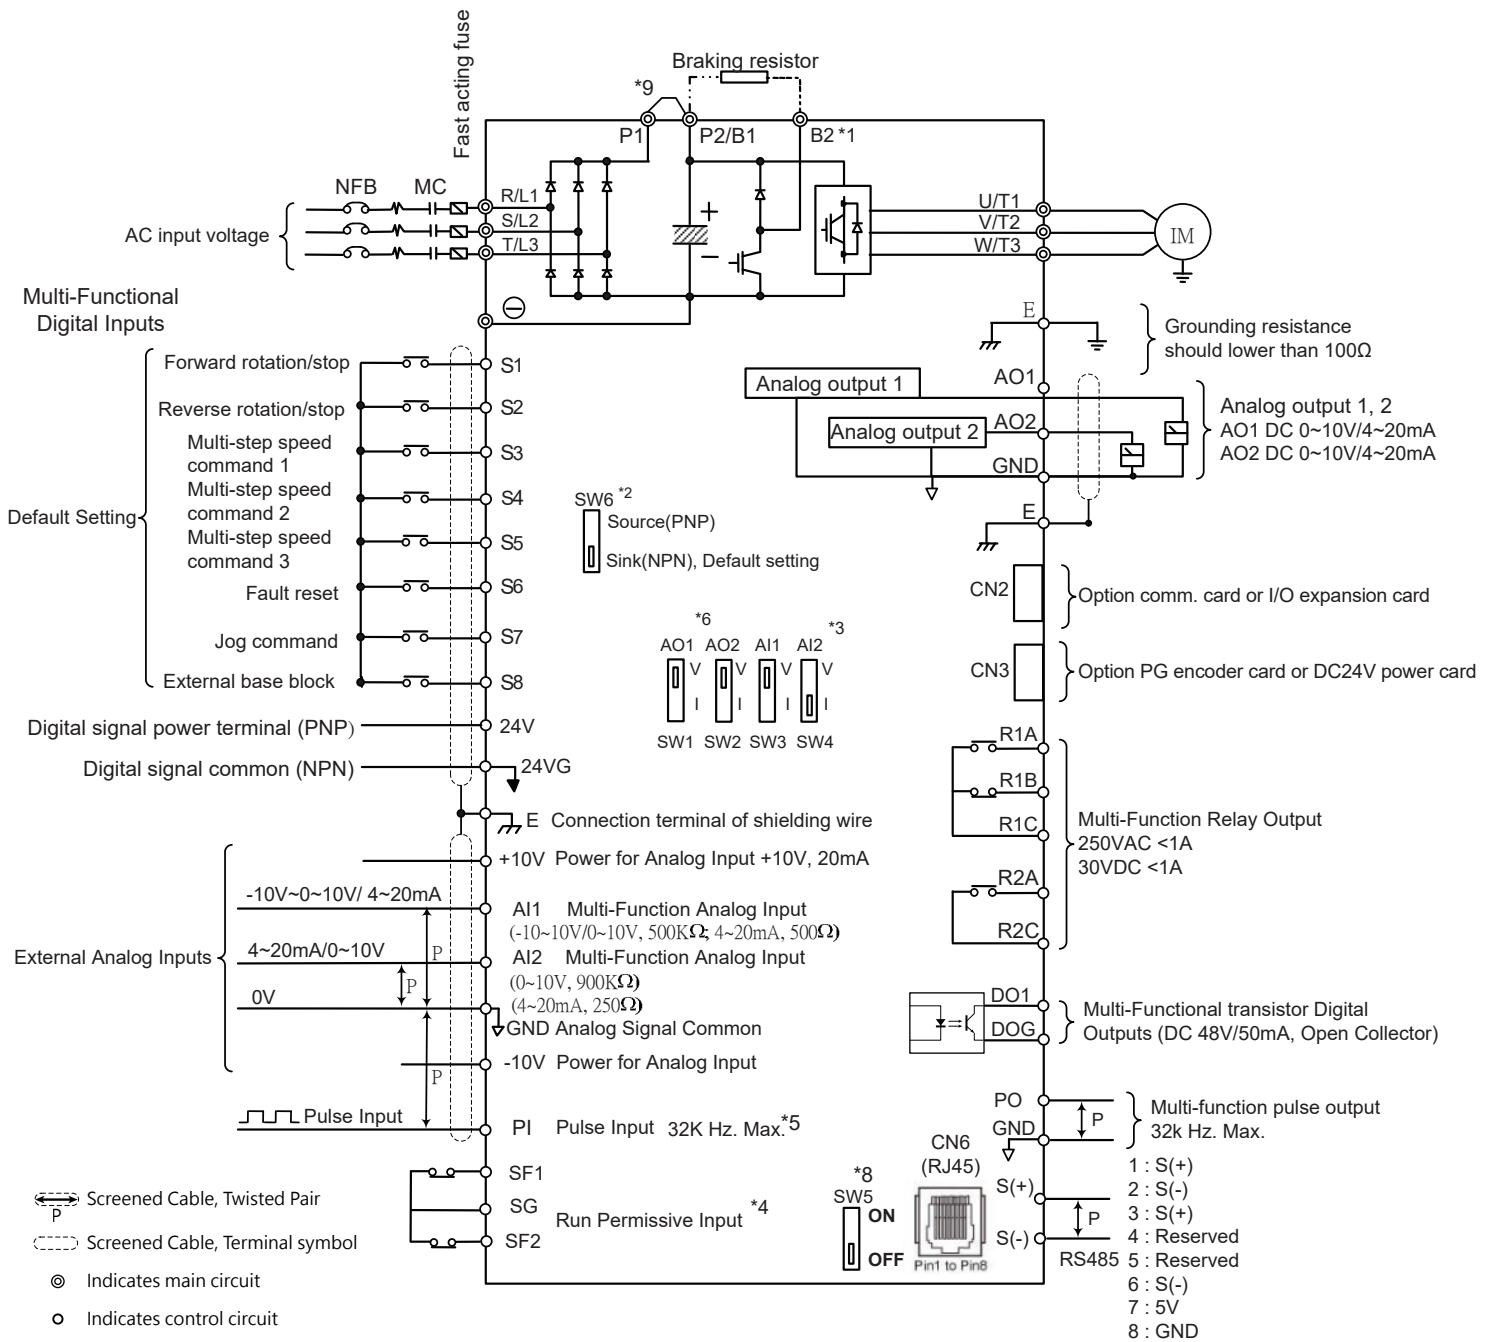 Fast acting fuse
Braking resistor
*9
P1
P2/B1
B2 *1
NFB
MC
R/L1
S/L2
T/L3
AC input voltage
+
−
U/T1
V/T2
W/T3
IM
Multi-Functional
Digital Inputs
E
Grounding resistance
should lower than 100Ω
Default Setting
Forward rotation/stop
S1
Reverse rotation/stop
S2
Multi-step speed
command 1
S3
Multi-step speed
command 2
S4
Multi-step speed
command 3
S5
Fault reset
S6
Jog command
S7
External base block
S8
Digital signal power terminal (PNP)
24V
Digital signal common (NPN)
24VG
E Connection terminal of shielding wire
Analog output 1
AO1
Analog output 2
AO2
GND
E
Analog output 1, 2
AO1 DC 0~10V/4~20mA
AO2 DC 0~10V/4~20mA
SW6 *2
Source(PNP)
Sink(NPN), Default setting
*6
*3
AO1 AO2 AI1 AI2
V V V V
I I I I
SW1 SW2 SW3 SW4
CN2
Option comm. card or I/O expansion card
CN3
Option PG encoder card or DC24V power card
R1A
R1B
R1C
R2A
R2C
Multi-Function Relay Output
250VAC <1A
30VDC <1A
External Analog Inputs
+10V Power for Analog Input +10V, 20mA
-10V~0~10V/ 4~20mA
AI1 Multi-Function Analog Input
(-10~10V/0~10V, 500KΩ; 4~20mA, 500Ω)
P
4~20mA/0~10V
AI2 Multi-Function Analog Input
(0~10V, 900KΩ)
(4~20mA, 250Ω)
P
0V
GND Analog Signal Common
-10V Power for Analog Input
P
Pulse Input
PI Pulse Input 32K Hz. Max.*5
SF1
SG
SF2
Run Permissive Input *4
DO1
DOG
Multi-Functional transistor Digital
Outputs (DC 48V/50mA, Open Collector)
PO
GND
P
Multi-function pulse output
32k Hz. Max.
*8
SW5
ON
OFF
CN6
(RJ45)
Pin1 to Pin8
S(+)
S(-)
P
RS485
1 : S(+)
2 : S(-)
3 : S(+)
4 : Reserved
5 : Reserved
6 : S(-)
7 : 5V
8 : GND
P
Screened Cable, Twisted Pair
Screened Cable, Terminal symbol
Indicates main circuit
Indicates control circuit